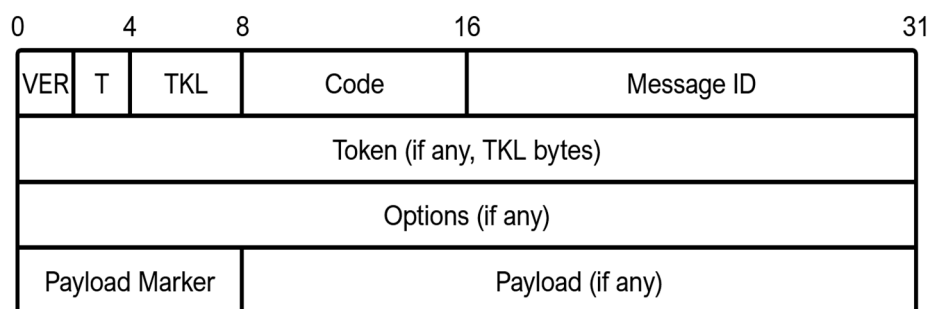 0 4 8 16 31
VER T TKL Code Message ID
Token (if any, TKL bytes)
Options (if any)
Payload Marker Payload (if any)